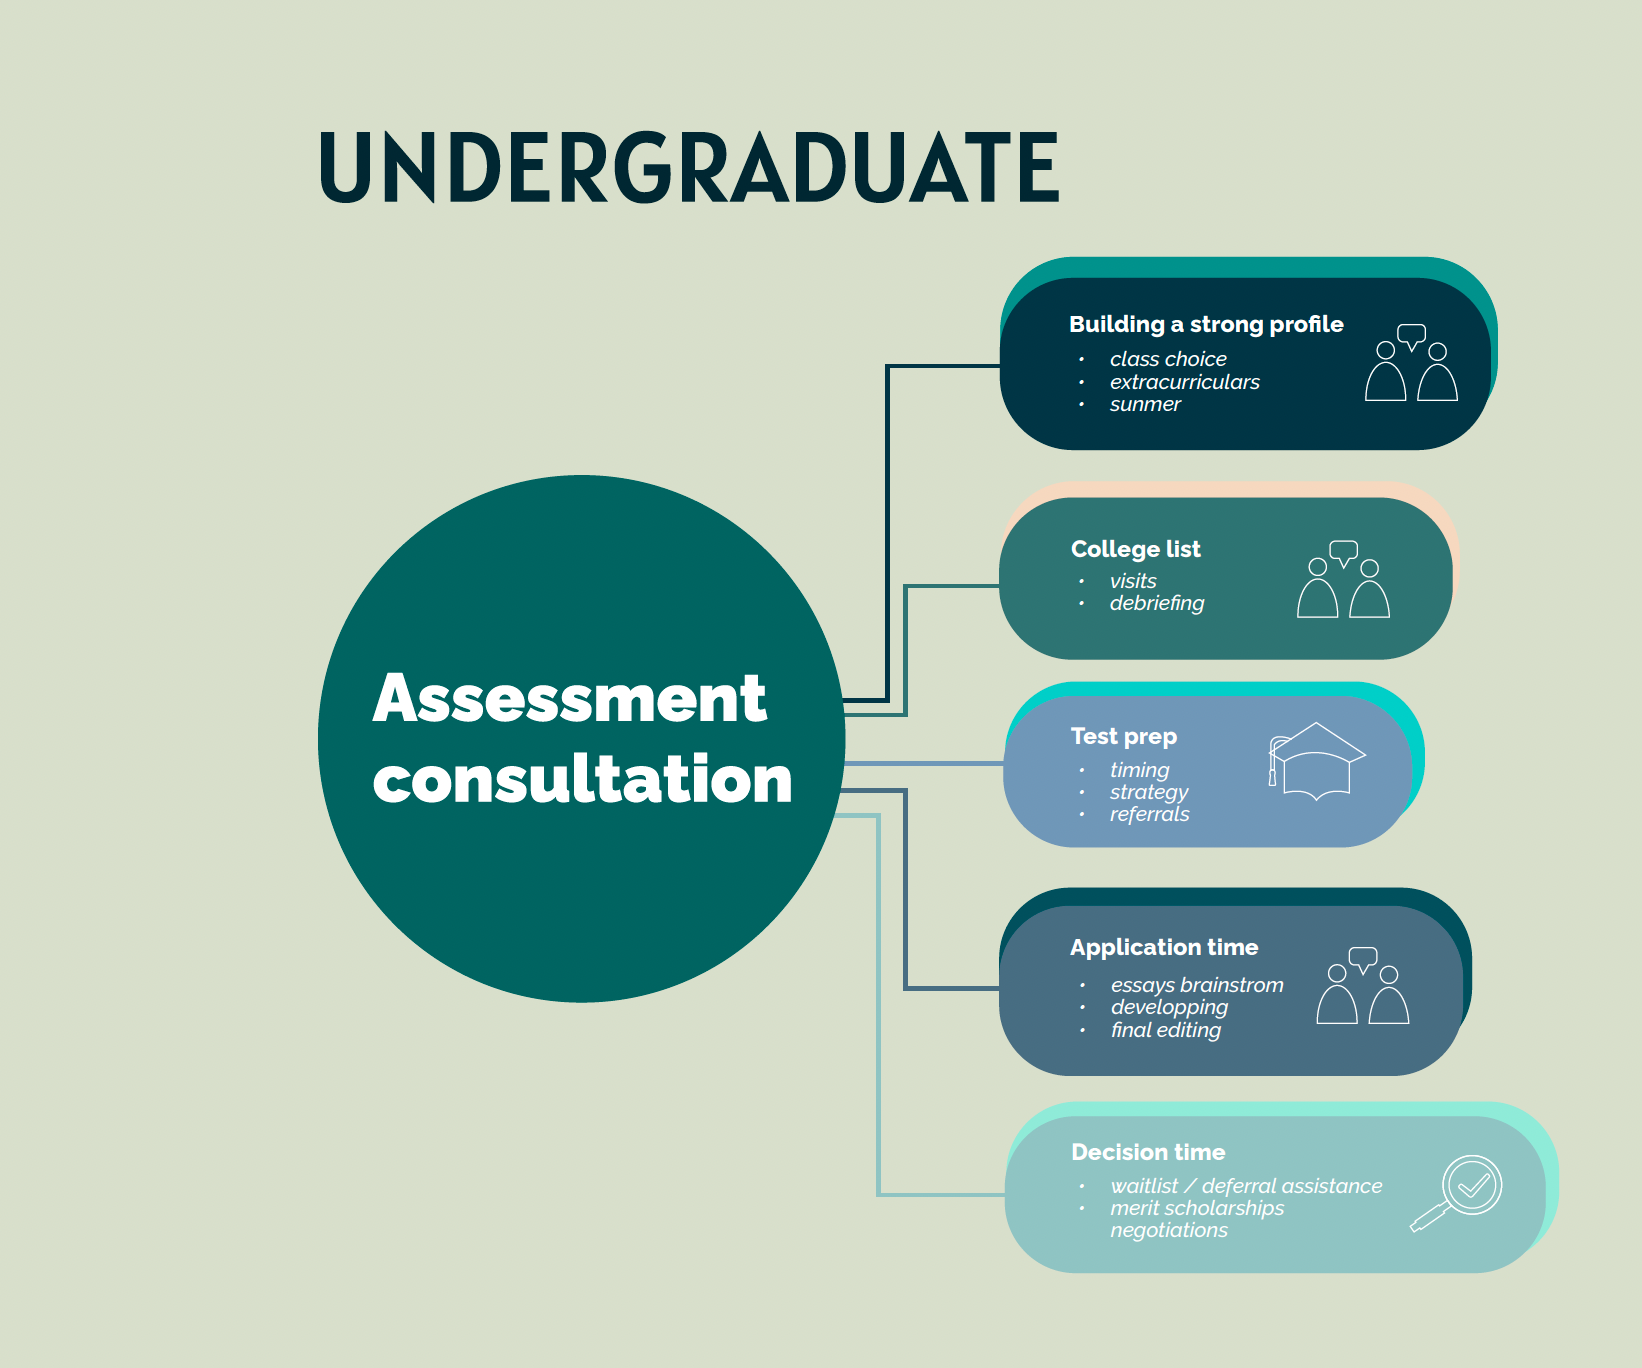 UNDERGRADUATE
Assessment
consultation
Building a strong profile
• class choice
• extracurriculars
• sunmer
College list
• visits
• debriefing
Test prep
• timing
• strategy
• referrals
Application time
• essays brainstrom
• developping
• final editing
Decision time
• waitlist / deferral assistance
• merit scholarships
negotiations